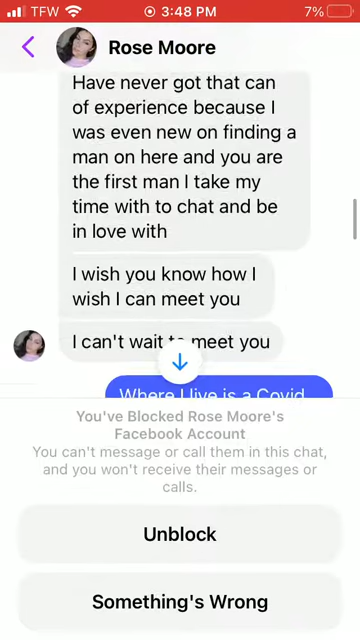 TFW 3:48 PM 7%
Rose Moore
Have never got that can
of experience because I
was even new on finding a
man on here and you are
the first man I take my
time with to chat and be
in love with
I wish you know how I
wish I can meet you
I can't wait to meet you
Where I live is a Covid
You've Blocked Rose Moore's
Facebook Account
You can't message or call them in this chat,
and you won't receive their messages or
calls.
Unblock
Something's Wrong